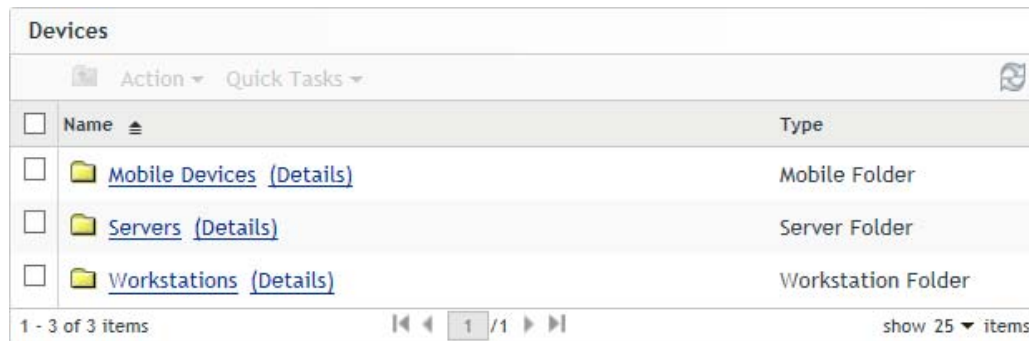 Devices
Action Quick Tasks
Name Type
Mobile Devices (Details) Mobile Folder
Servers (Details) Server Folder
Workstations (Details) Workstation Folder
1 - 3 of 3 items 1 /1 show 25 items